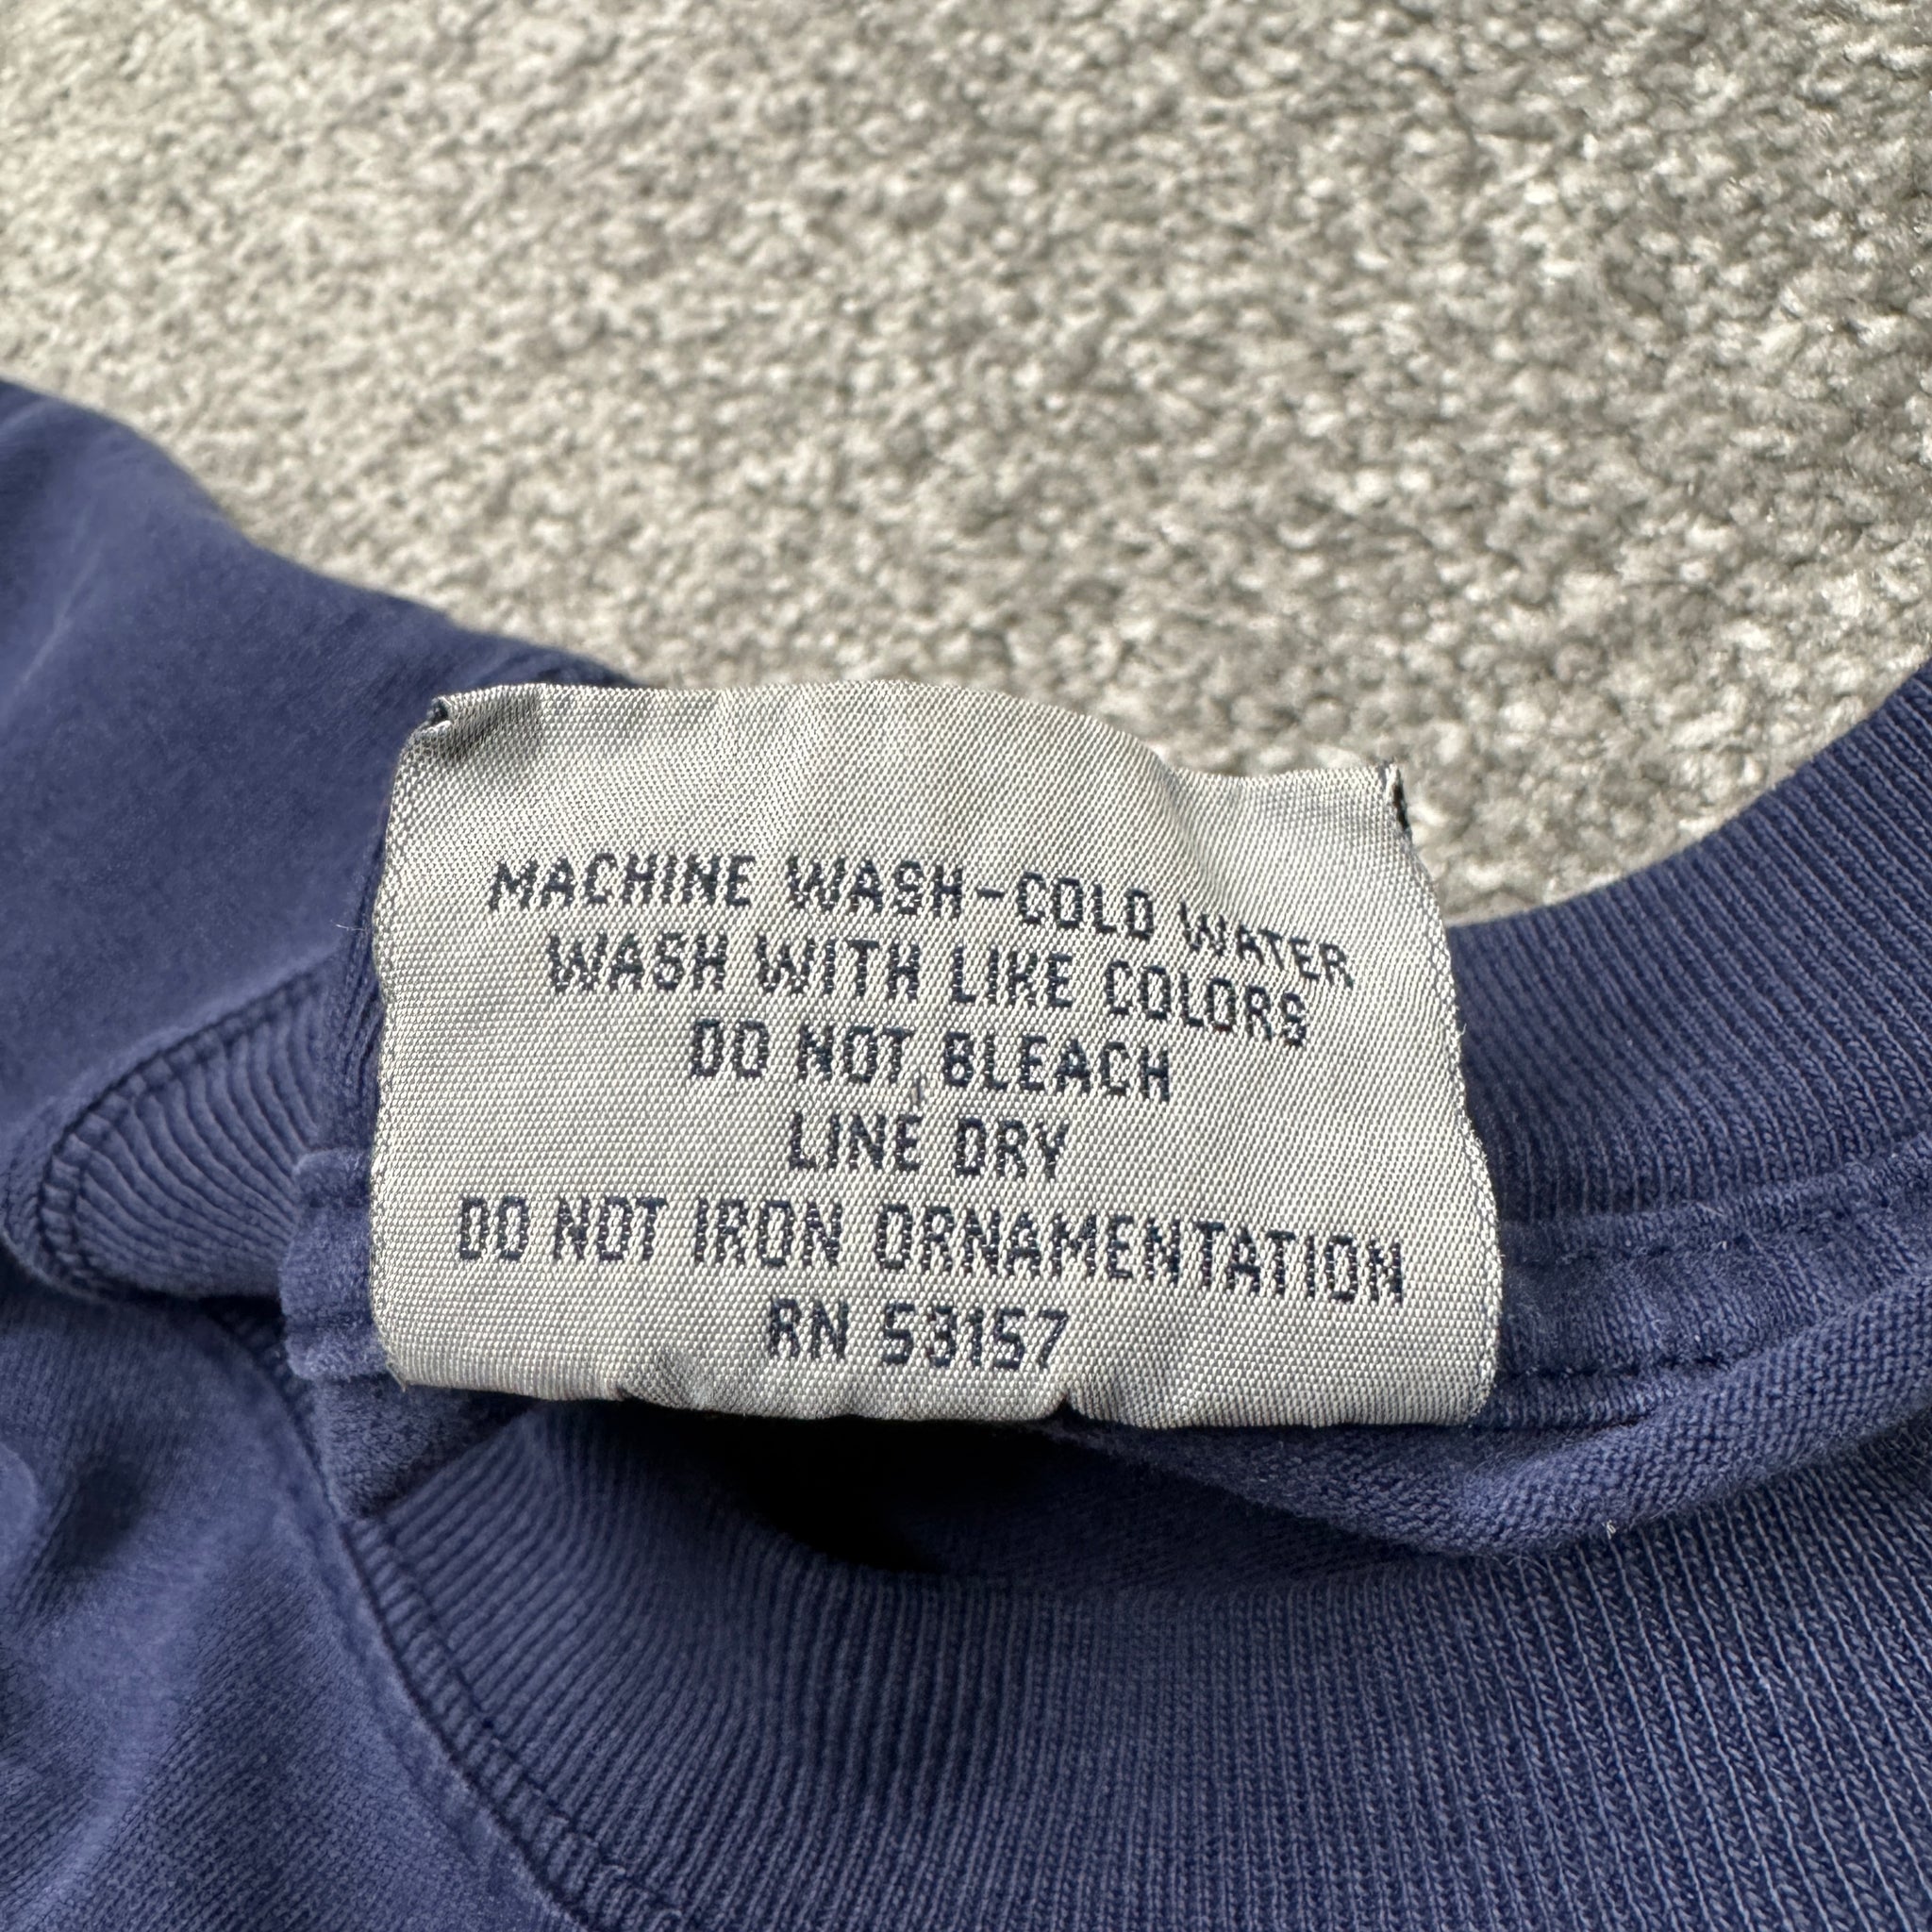 MACHINE WASH-COLD WATER
WASH WITH LIKE COLORS
DO NOT BLEACH
LINE DRY
DO NOT IRON ORNAMENTATION
RN 53157